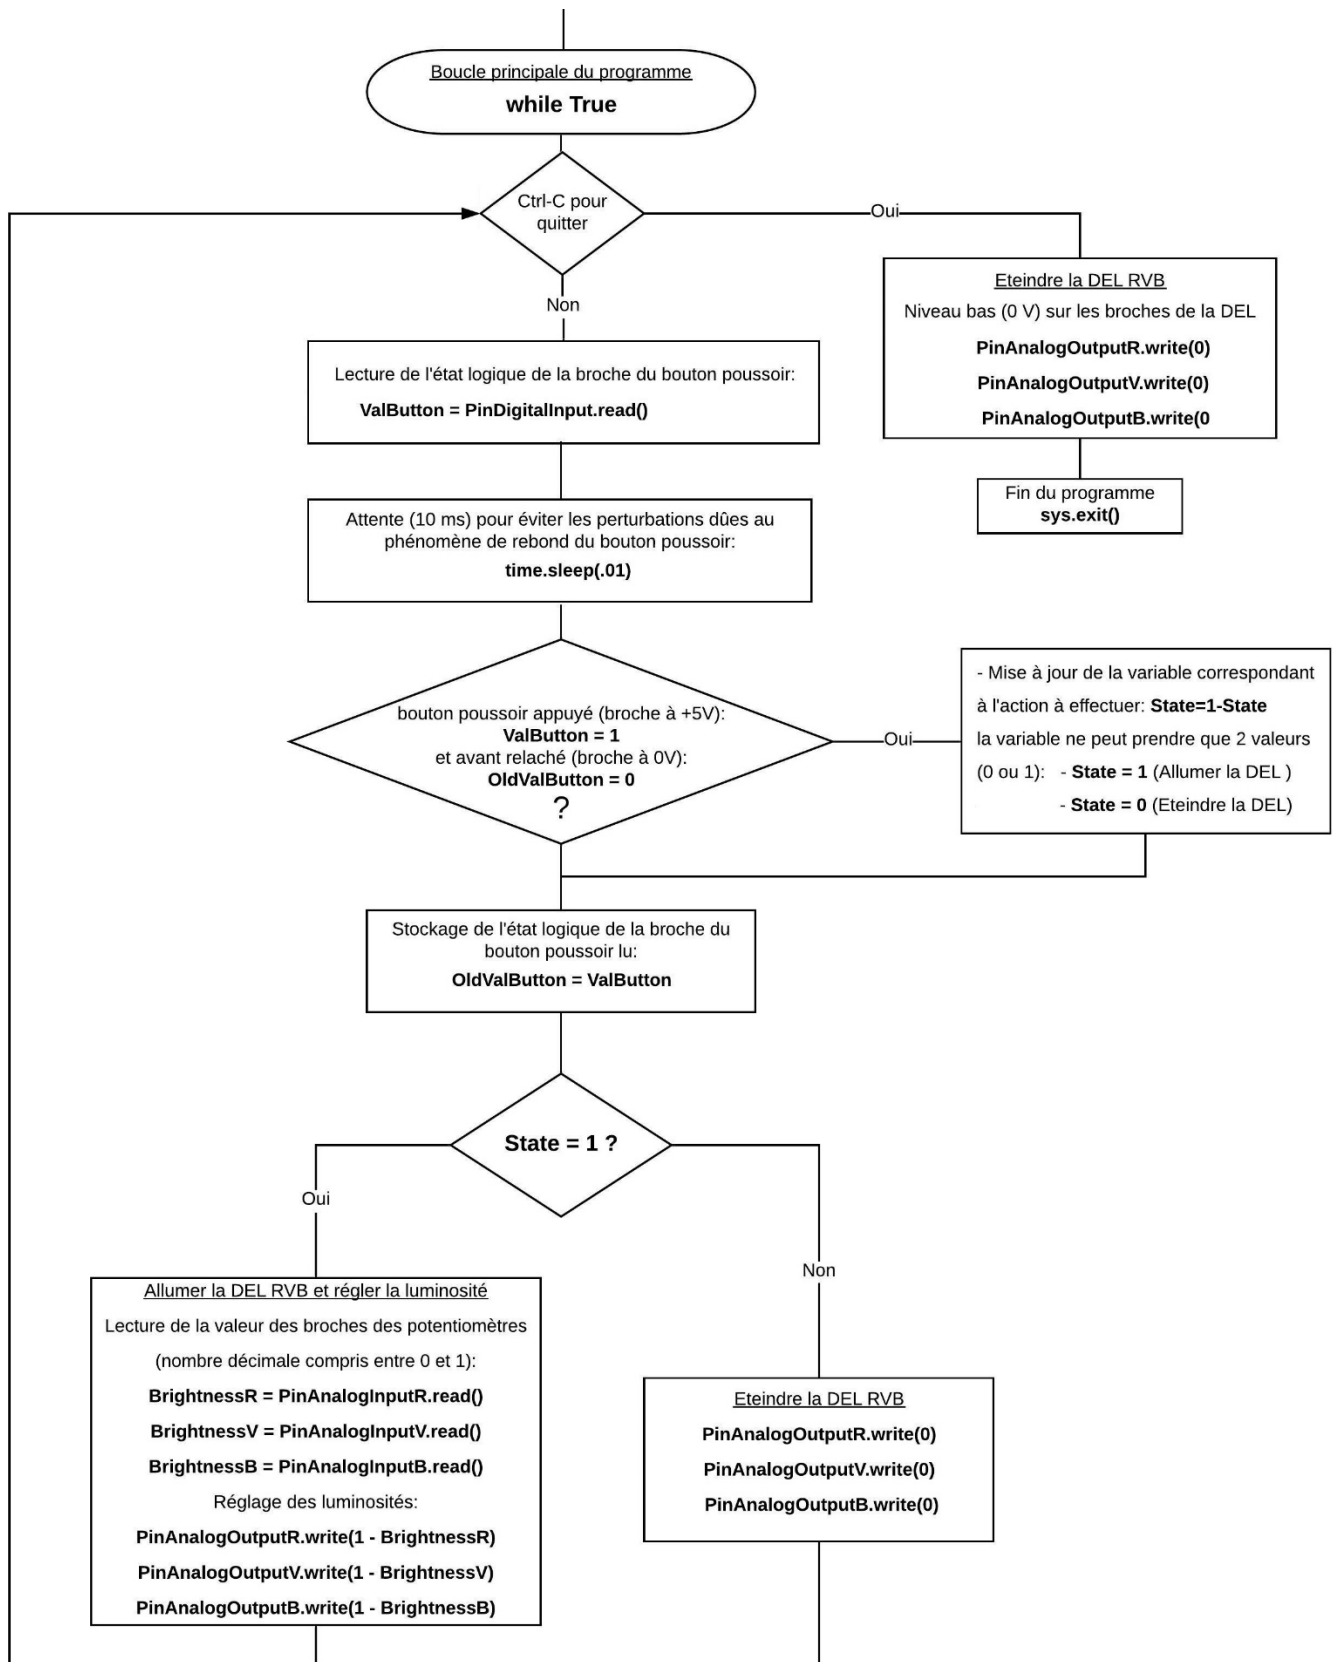 Boucle principale du programme
while True
Ctrl-C pour
quitter
Oui
Non
Eteindre la DEL RVB
Niveau bas (0 V) sur les broches de la DEL
PinAnalogOutputR.write(0)
PinAnalogOutputV.write(0)
PinAnalogOutputB.write(0
Fin du programme
sys.exit()
Lecture de l'état logique de la broche du bouton poussoir:
ValButton = PinDigitalInput.read()
Attente (10 ms) pour éviter les perturbations dûes au
phénomène de rebond du bouton poussoir:
time.sleep(.01)
bouton poussoir appuyé (broche à +5V):
ValButton = 1
et avant relaché (broche à 0V):
OldValButton = 0
?
Oui
- Mise à jour de la variable correspondant
à l'action à effectuer: State=1-State
la variable ne peut prendre que 2 valeurs
(0 ou 1): - State = 1 (Allumer la DEL )
- State = 0 (Eteindre la DEL)
Stockage de l'état logique de la broche du
bouton poussoir lu:
OldValButton = ValButton
State = 1 ?
Oui
Non
Allumer la DEL RVB et régler la luminosité
Lecture de la valeur des broches des potentiomètres
(nombre décimale compris entre 0 et 1):
BrightnessR = PinAnalogInputR.read()
BrightnessV = PinAnalogInputV.read()
BrightnessB = PinAnalogInputB.read()
Réglage des luminosités:
PinAnalogOutputR.write(1 - BrightnessR)
PinAnalogOutputV.write(1 - BrightnessV)
PinAnalogOutputB.write(1 - BrightnessB)
Eteindre la DEL RVB
PinAnalogOutputR.write(0)
PinAnalogOutputV.write(0)
PinAnalogOutputB.write(0)